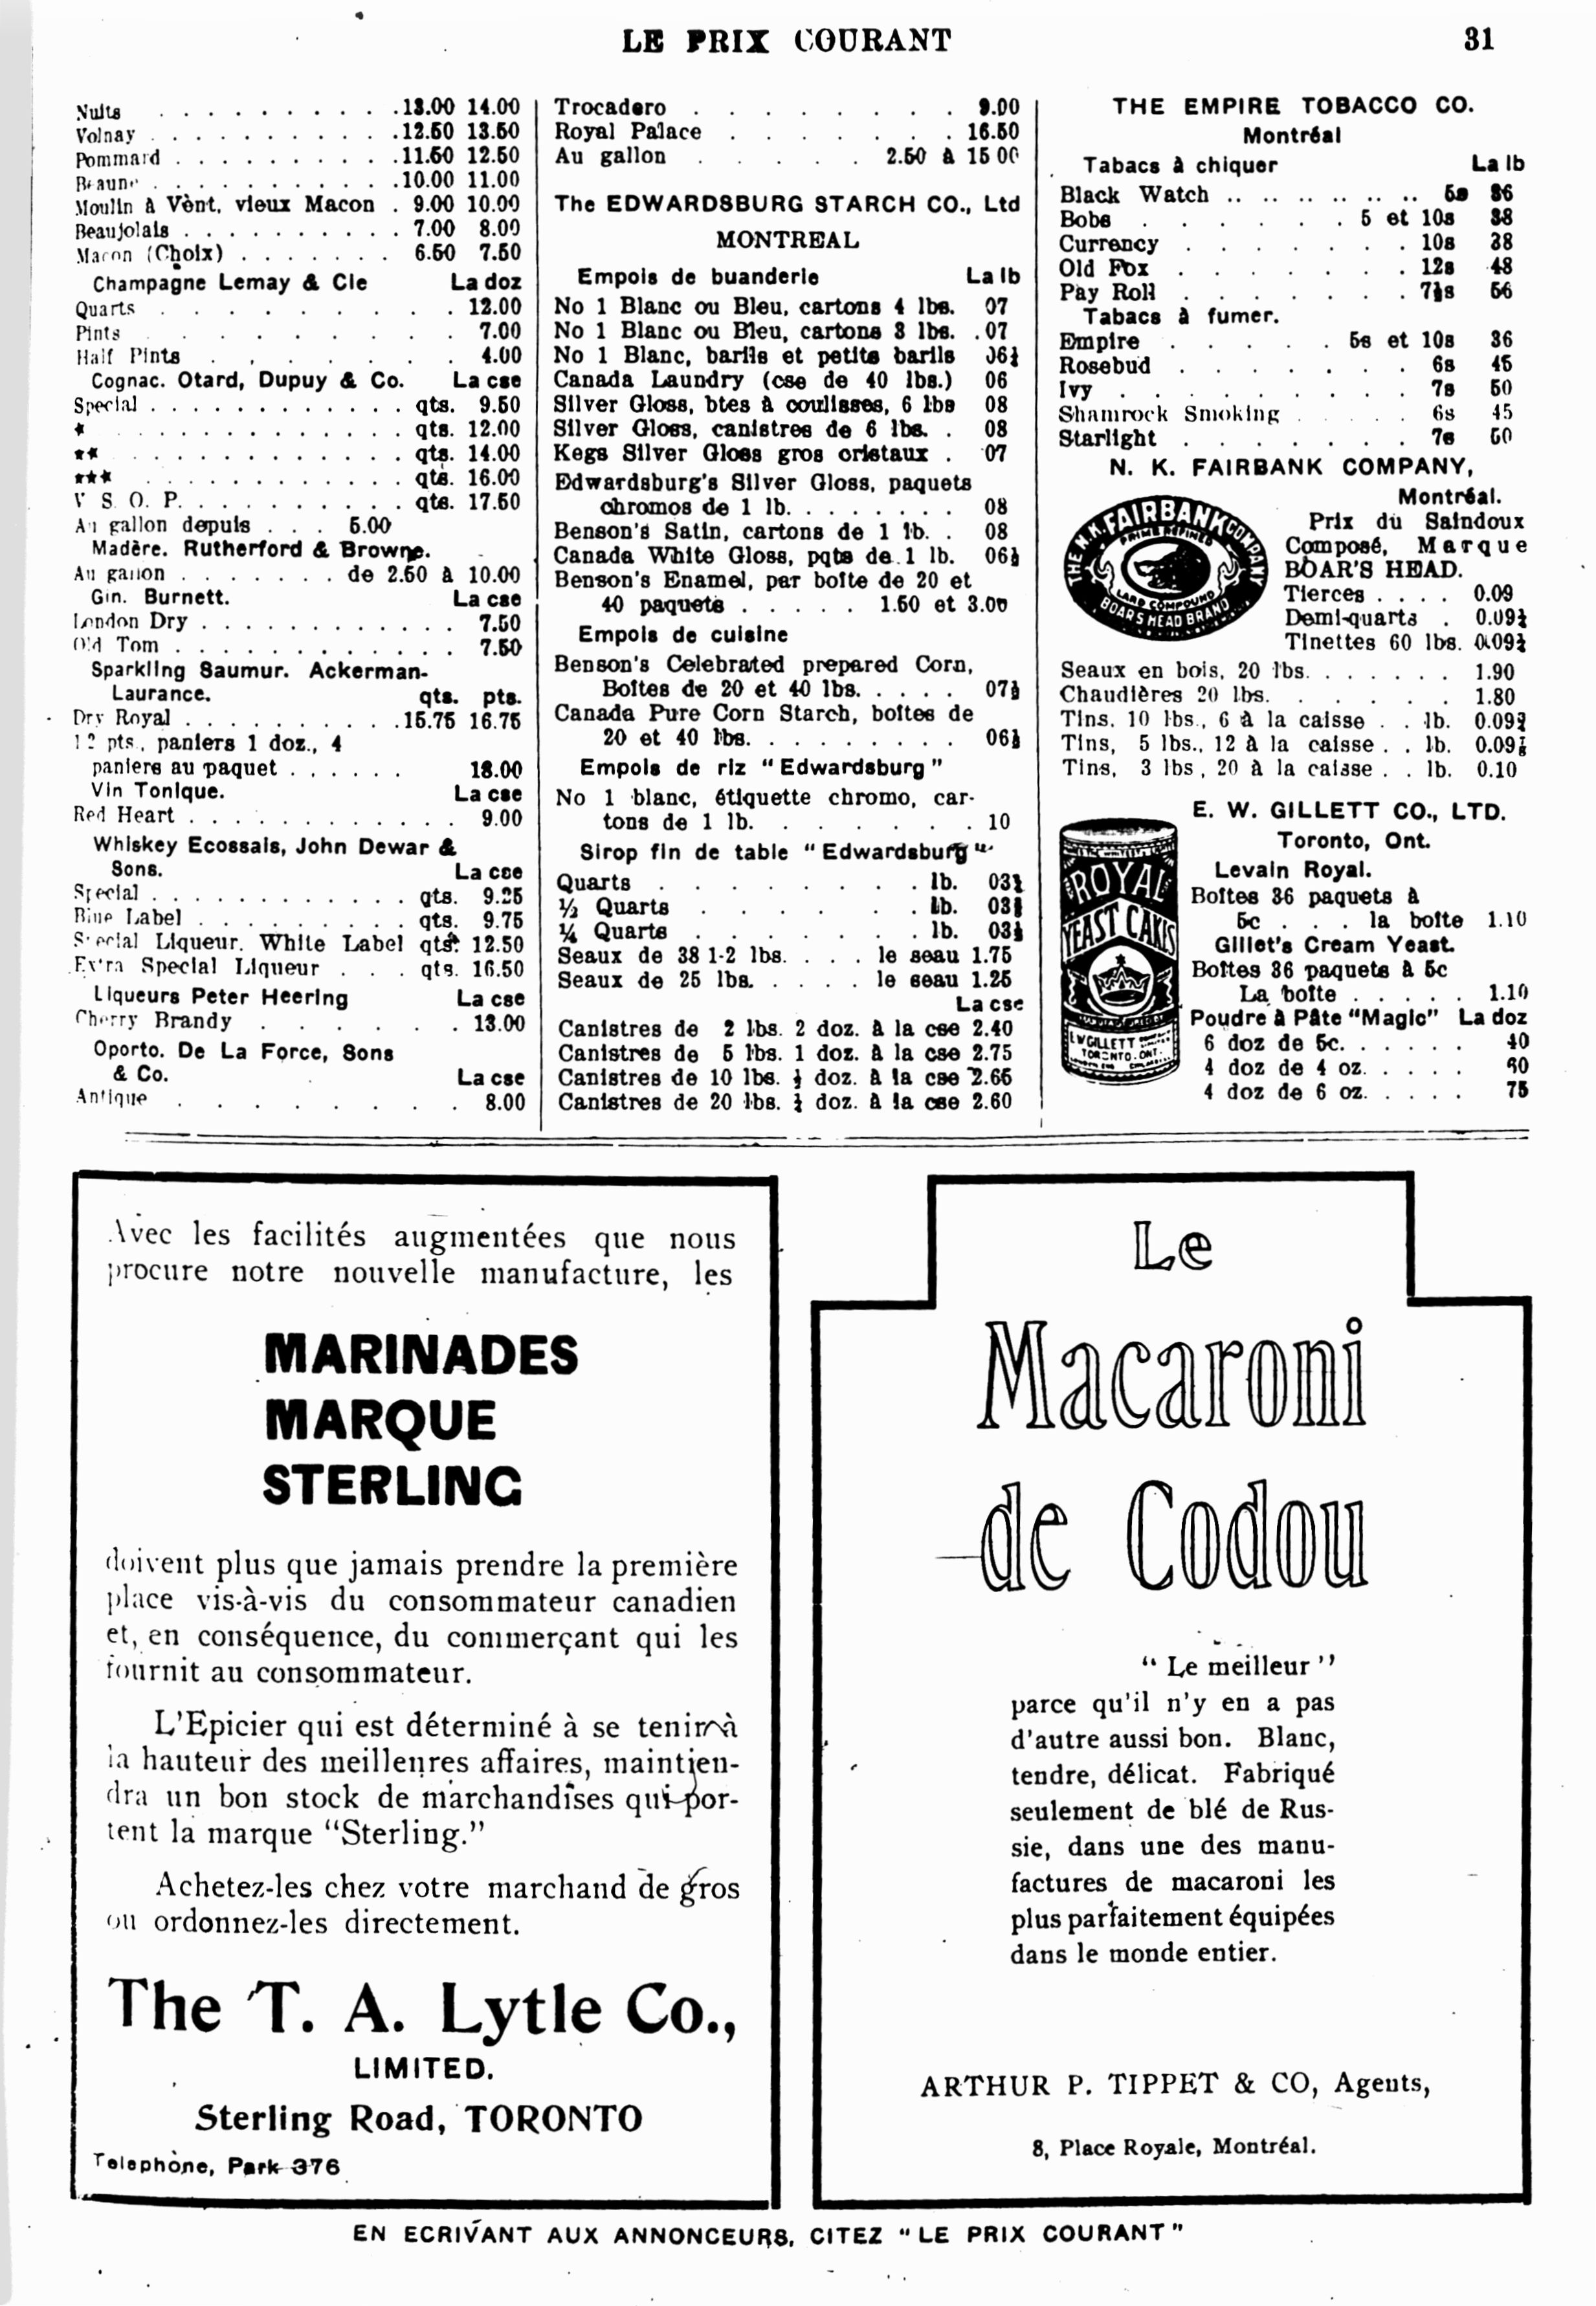 LE PRIX COURANT 31
Nuits . . . . . . . . . . 13.00 14.00
Volnay . . . . . . . . . . 12.50 13.50
Pommard . . . . . . . . . . 11.50 12.50
Beaune . . . . . . . . . . 10.00 11.00
Moulin à Vent, vieux Macon . 9.00 10.00
Beaujolais . . . . . . . . . . 7.00 8.00
Macon (Choix) . . . . . . . 6.50 7.50
Champagne Lemay & Cie La doz
Quarts . . . . . . . . . 12.00
Pints . . . . . . . . . 7.00
Half Pints . . . . . . . 4.00
Cognac. Otard, Dupuy & Co. La cse
Special . . . . . . . . . . . qts. 9.50
* . . . . . . . . . . . . qts. 12.00
** . . . . . . . . . . . . qts. 14.00
*** . . . . . . . . . . . qts. 16.00
V. S. O. P. . . . . . . . . . qts. 17.50
Au gallon depuis . . . 5.00
Madère. Rutherford & Browne.
Au gallon . . . . . . . de 2.50 à 10.00
Gin. Burnett. La cse
London Dry . . . . . . . . . . . 7.50
Old Tom . . . . . . . . . . . . 7.50
Sparkling Saumur. Ackerman-
Laurance. qts. pts.
Dry Royal . . . . . . . . . . 15.75 16.75
12 pts., paniers 1 doz., 4
paniers au paquet . . . . . . 18.00
Vin Tonique. La cse
Red Heart . . . . . . . . . . . . 9.00
Whiskey Ecossais, John Dewar &
Sons. La cse
Special . . . . . . . . . . . . qts. 9.25
Blue Label . . . . . . . . . qts. 9.75
Special Liqueur. White Label qts. 12.50
Extra Special Liqueur . . . qts. 16.50
Liqueurs Peter Heering La cse
Cherry Brandy . . . . . . 13.00
Oporto. De La Force, Sons
& Co. La cse
Antique . . . . . . . . 8.00
Trocadero . . . . . . . . 9.00
Royal Palace . . . . . . . 16.50
Au gallon . . . . . 2.50 à 15 00
The EDWARDSBURG STARCH CO., Ltd
MONTREAL
Empois de buanderie La lb
No 1 Blanc ou Bleu, cartons 4 lbs. 07
No 1 Blanc ou Bleu, cartons 3 lbs. . 07
No 1 Blanc, barils et petits barils 06½
Canada Laundry (cse de 40 lbs.) 06
Silver Gloss, btes à coulisses, 6 lbs 08
Silver Gloss, canistres de 6 lbs. . 08
Kegs Silver Gloss gros cristaux . 07
Edwardsburg's Silver Gloss, paquets
chromos de 1 lb. . . . . . . . 08
Benson's Satin, cartons de 1 lb. . 08
Canada White Gloss, pqts de 1 lb. 06½
Benson's Enamel, par boîte de 20 et
40 paquets . . . . . 1.50 et 3.00
Empois de cuisine
Benson's Celebrated prepared Corn,
Boîtes de 20 et 40 lbs. . . . . 07½
Canada Pure Corn Starch, boîtes de
20 et 40 lbs. . . . . . . . . 06½
Empois de riz "Edwardsburg"
No 1 blanc, étiquette chromo, car-
tons de 1 lb. . . . . . . . 10
Sirop fin de table "Edwardsburg"
Quarts . . . . . . . . lb.
½ Quarts . . . . . . . lb.
¼ Quarts . . . . . . . lb.
Seaux de 38 1-2 lbs. . . . . le seau 1.75
Seaux de 25 lbs. . . . . le seau 1.25
La cse
Canistres de 2 lbs. 2 doz. à la cse 2.40
Canistres de 5 lbs. 1 doz. à la cse 2.75
Canistres de 10 lbs. ½ doz. à la cse 2.65
Canistres de 20 lbs. ¼ doz. à la cse 2.60
THE EMPIRE TOBACCO CO.
Montréal
Tabacs à chiquer La lb
Black Watch .. .. .. .. .. .. 5s 36
Bobs . . . . . . . 5 et 10s 38
Currency . . . . . . . 10s 38
Old Fox . . . . . . . 12s 48
Pay Roll . . . . . . . 7½s 56
Tabacs à fumer.
Empire . . . . . 5s et 10s 36
Rosebud . . . . . . . 6s 45
Ivy . . . . . . . . . 7s 50
Shamrock Smoking . . . . 6s 45
Starlight . . . . . . . 7s 50
N. K. FAIRBANK COMPANY,
Montréal.
THE N.K. FAIRBANK COMPANY
PRIME REFINED
LARD COMPOUND
BOARS HEAD BRAND
Prix du Saindoux
Composé, Marque
BOAR'S HEAD.
Tierces . . . . 0.09
Demi-quarts . 0.09¼
Tinettes 60 lbs. 0.09½
Seaux en bois, 20 lbs. . . . . . . 1.90
Chaudières 20 lbs. . . . . . . 1.80
Tins, 10 lbs., 6 à la caisse . . lb.
Tins, 5 lbs., 12 à la caisse . . lb.
Tins, 3 lbs, 20 à la caisse . . lb. 0.10
E. W. GILLETT CO., LTD.
Toronto, Ont.
ROYAL
YEAST CAKES
E.W. GILLETT
TORONTO. ONT.
Levain Royal.
Boîtes 36 paquets à
5c . . . la boîte 1.10
Gillet's Cream Yeast.
Boîtes 36 paquets à 5c
La boîte . . . . . 1.10
Poudre à Pâte "Magic" La doz
6 doz de 5c. . . . . . 40
4 doz de 4 oz. . . . . 60
4 doz de 6 oz. . . . . 75
Avec les facilités augmentées que nous
procure notre nouvelle manufacture, les
MARINADES
MARQUE
STERLING
doivent plus que jamais prendre la première
place vis-à-vis du consommateur canadien
et, en conséquence, du commerçant qui les
fournit au consommateur.
L'Epicier qui est déterminé à se tenir à
la hauteur des meilleures affaires, maintien-
dra un bon stock de marchandises qui por-
tent la marque "Sterling."
Achetez-les chez votre marchand de gros
ou ordonnez-les directement.
The T. A. Lytle Co.,
LIMITED.
Sterling Road, TORONTO
Telephone, Park 376
Le
Macaroni
de Codou
"Le meilleur"
parce qu'il n'y en a pas
d'autre aussi bon. Blanc,
tendre, délicat. Fabriqué
seulement de blé de Rus-
sie, dans une des manu-
factures de macaroni les
plus parfaitement équipées
dans le monde entier.
ARTHUR P. TIPPET & CO, Agents,
8, Place Royale, Montréal.
EN ECRIVANT AUX ANNONCEURS, CITEZ "LE PRIX COURANT"